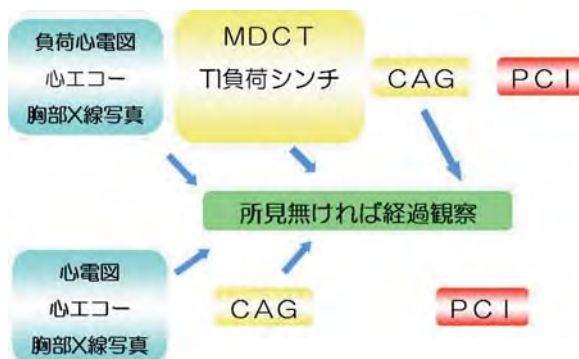 負荷心電図
心エコー
胸部X線写真
MDCT
Tl負荷シンチ
CAG
PCI
所見無ければ経過観察
心電図
心エコー
胸部X線写真
CAG
PCI